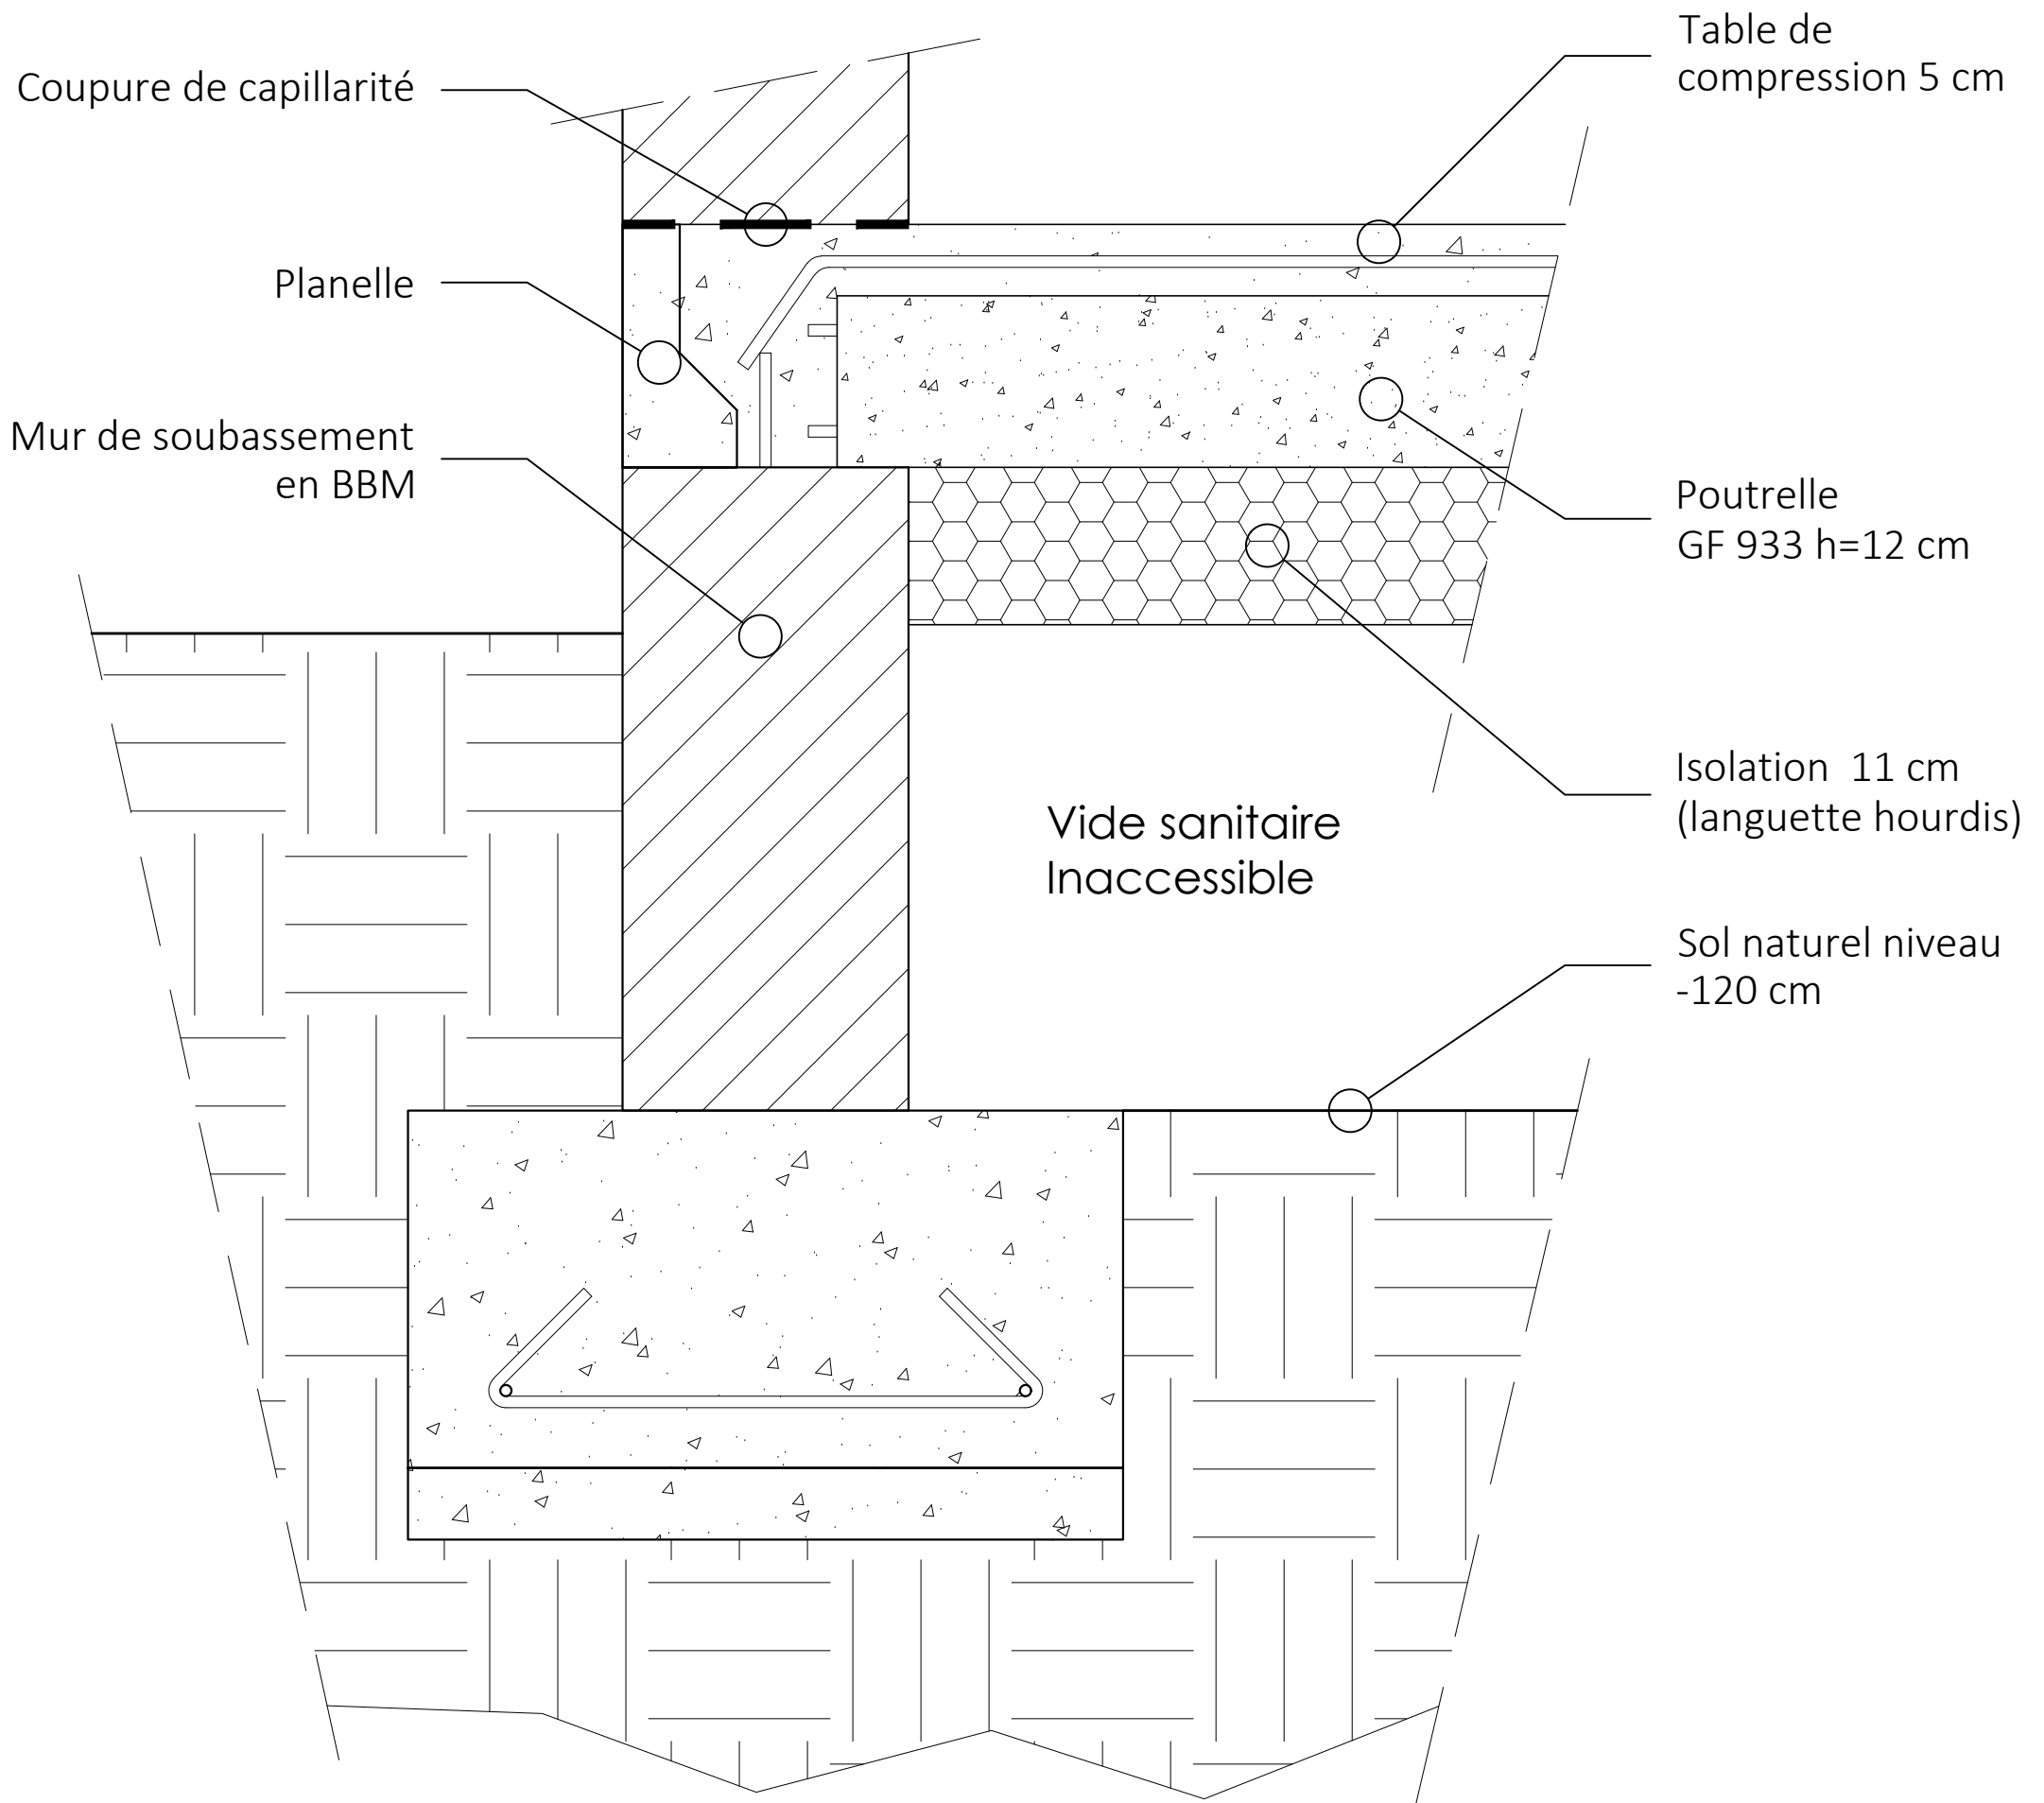 Coupure de capillarité
Planelle
Mur de soubassement
en BBM
Table de
compression 5 cm
Poutrelle
GF 933 h=12 cm
Isolation 11 cm
(languette hourdis)
Vide sanitaire
Inaccessible
Sol naturel niveau
-120 cm